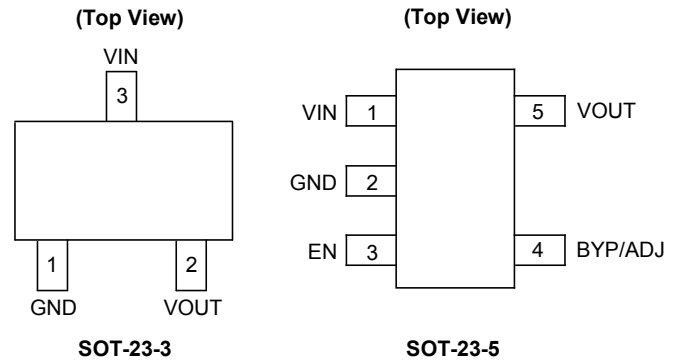 (Top View)
VIN
3
1
2
GND VOUT
SOT-23-3
(Top View)
VIN 1 5 VOUT
GND 2
EN 3 4 BYP/ADJ
SOT-23-5